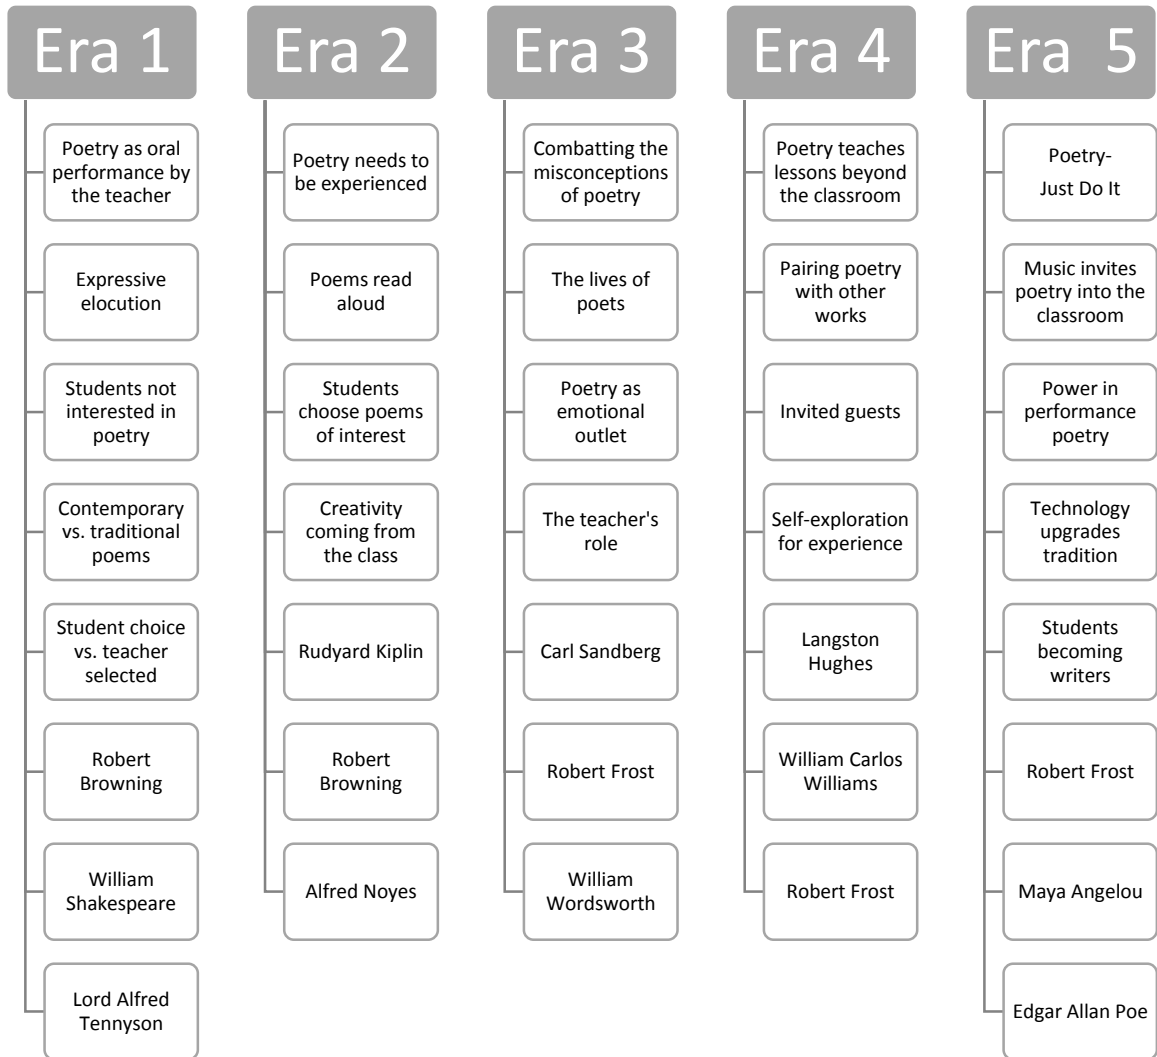 Era 1
Poetry as oral
performance by
the teacher
Expressive
elocution
Students not
interested in
poetry
Contemporary
vs. traditional
poems
Student choice
vs. teacher
selected
Robert
Browning
William
Shakespeare
Lord Alfred
Tennyson
Era 2
Poetry needs to
be experienced
Poems read
aloud
Students
choose poems
of interest
Creativity
coming from
the class
Rudyard Kiplin
Robert
Browning
Alfred Noyes
Era 3
Combatting the
misconceptions
of poetry
The lives of
poets
Poetry as
emotional
outlet
The teacher's
role
Carl Sandberg
Robert Frost
William
Wordsworth
Era 4
Poetry teaches
lessons beyond
the classroom
Pairing poetry
with other
works
Invited guests
Self-exploration
for experience
Langston
Hughes
William Carlos
Williams
Robert Frost
Era 5
Poetry-
Just Do It
Music invites
poetry into the
classroom
Power in
performance
poetry
Technology
upgrades
tradition
Students
becoming
writers
Robert Frost
Maya Angelou
Edgar Allan Poe